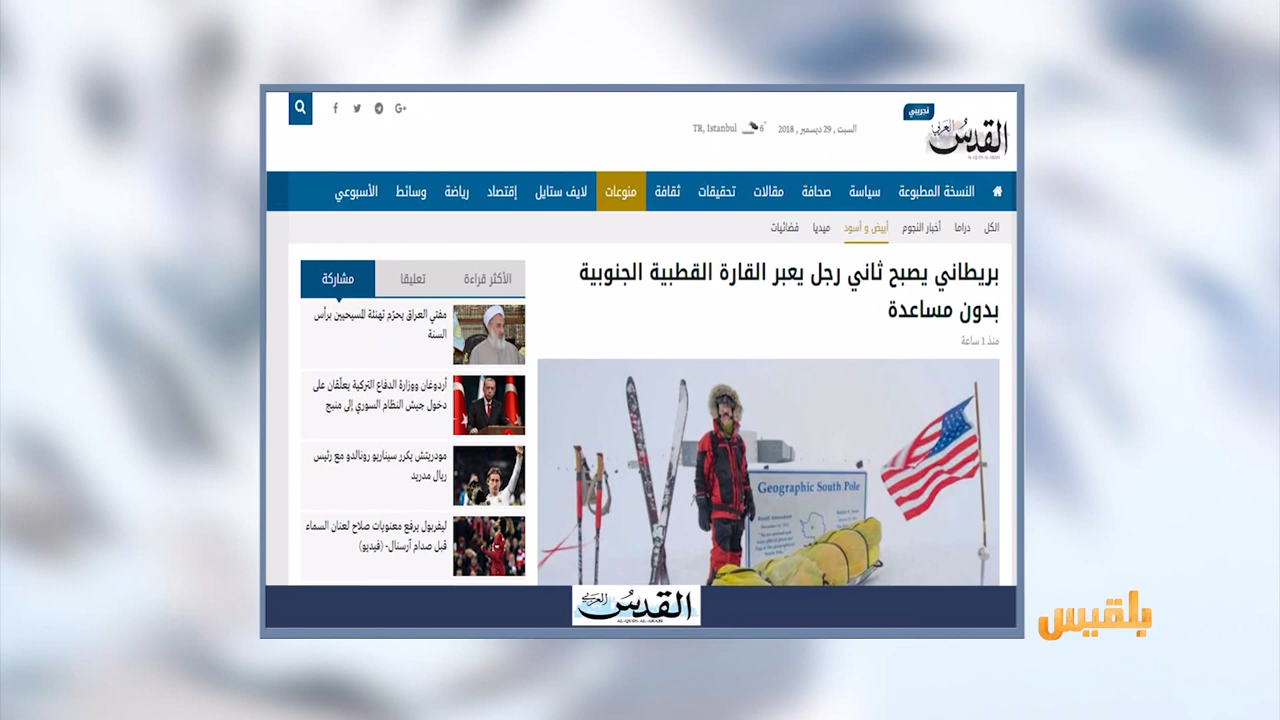 تجريبي
القدس العربي
AL-QUDS AL-ARABI
السبت , 29 ديسمبر , 2018
6° TR, Istanbul
النسخة المطبوعة سياسة صحافة مقالات تحقيقات ثقافة منوعات لايف ستايل إقتصاد رياضة وسائط الأسبوعي
الكل دراما أخبار النجوم أبيض و أسود ميديا فضائيات
بريطاني يصبح ثاني رجل يعبر القارة القطبية الجنوبية
بدون مساعدة
منذ 1 ساعة
Geographic South Pole
الأكثر قراءة تعليقا مشاركة
مفتي العراق يحرّم تهنئة المسيحيين برأس
السنة
أردوغان ووزارة الدفاع التركية يعلّقان على
دخول جيش النظام السوري إلى منبج
مودريتش يكرر سيناريو رونالدو مع رئيس
ريال مدريد
ليفربول يرفع معنويات صلاح لعنان السماء
قبل صدام آرسنال- (فيديو)
القدس العربي
AL-QUDS AL-ARABI
بلقيس